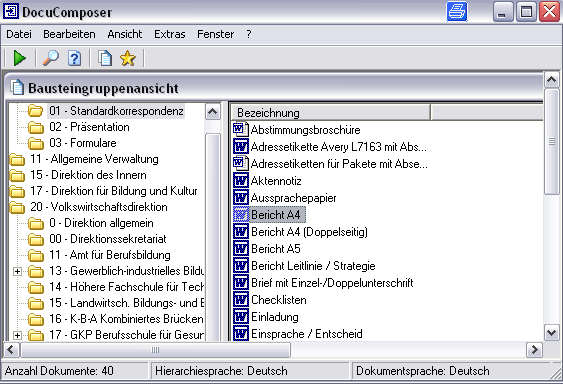 DocuComposer
Datei Bearbeiten Ansicht Extras Fenster ?
Bausteingruppenansicht
01 - Standardkorrespondenz
02 - Präsentation
03 - Formulare
11 - Allgemeine Verwaltung
15 - Direktion des Innern
17 - Direktion für Bildung und Kultur
20 - Volkswirtschaftsdirektion
0 - Direktion allgemein
00 - Direktionssekretariat
11 - Amt für Berufsbildung
13 - Gewerblich-industrielles Bildu
14 - Höhere Fachschule für Tech
15 - Landwirtsch. Bildungs- und B
16 - K-B-A Kombiniertes Brücken
17 - GKP Berufsschule für Gesun
Bezeichnung
Abstimmungsbroschüre
Adressetikette Avery L7163 mit Abs...
Adressetiketten für Pakete mit Abse...
Aktennotiz
Aussprachepapier
Bericht A4
Bericht A4 (Doppelseitig)
Bericht A5
Bericht Leitlinie / Strategie
Brief mit Einzel-/Doppelunterschrift
Checklisten
Einladung
Einsprache / Entscheid
Anzahl Dokumente: 40 Hierarchiesprache: Deutsch Dokumentsprache: Deutsch